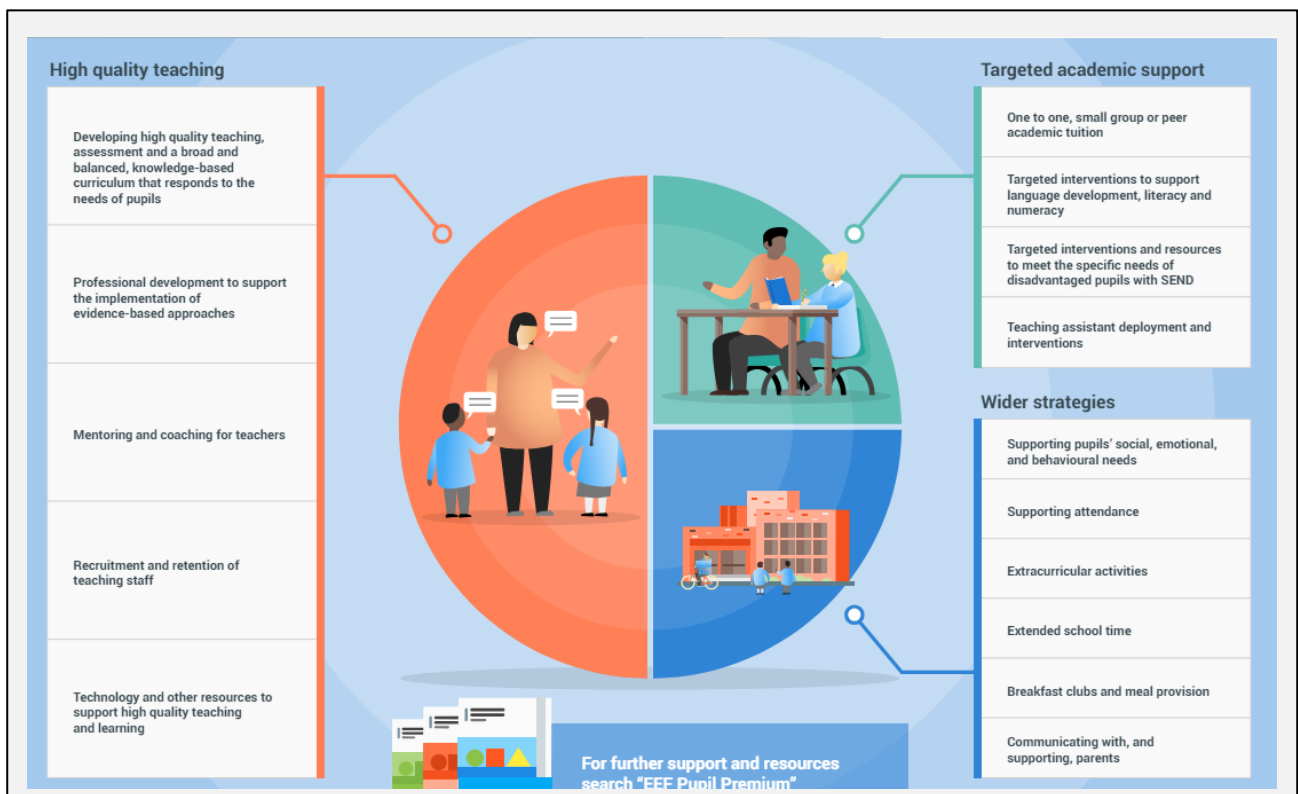 High quality teaching
Developing high quality teaching,
assessment and a broad and
balanced, knowledge-based
curriculum that responds to the
needs of pupils
Professional development to support
the implementation of
evidence-based approaches
Mentoring and coaching for teachers
Recruitment and retention of
teaching staff
Technology and other resources to
support high quality teaching
and learning
Targeted academic support
One to one, small group or peer
academic tuition
Targeted interventions to support
language development, literacy and
numeracy
Targeted interventions and resources
to meet the specific needs of
disadvantaged pupils with SEND
Teaching assistant deployment and
interventions
Wider strategies
Supporting pupils’ social, emotional,
and behavioural needs
Supporting attendance
Extracurricular activities
Extended school time
Breakfast clubs and meal provision
Communicating with, and
supporting, parents
For further support and resources
search “EEF Pupil Premium”